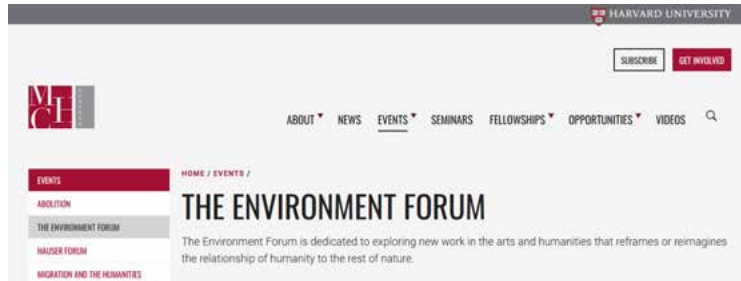 HARVARD UNIVERSITY
SUBSCRIBE GET INVOLVED
MCH
ABOUT NEWS EVENTS SEMINARS FELLOWSHIPS OPPORTUNITIES VIDEOS
EVENTS
ABOLITION
THE ENVIRONMENT FORUM
HAUSER FORUM
MIGRATION AND THE HUMANITIES
HOME / EVENTS /
THE ENVIRONMENT FORUM
The Environment Forum is dedicated to exploring new work in the arts and humanities that reframes or reimagines
the relationship of humanity to the rest of nature.